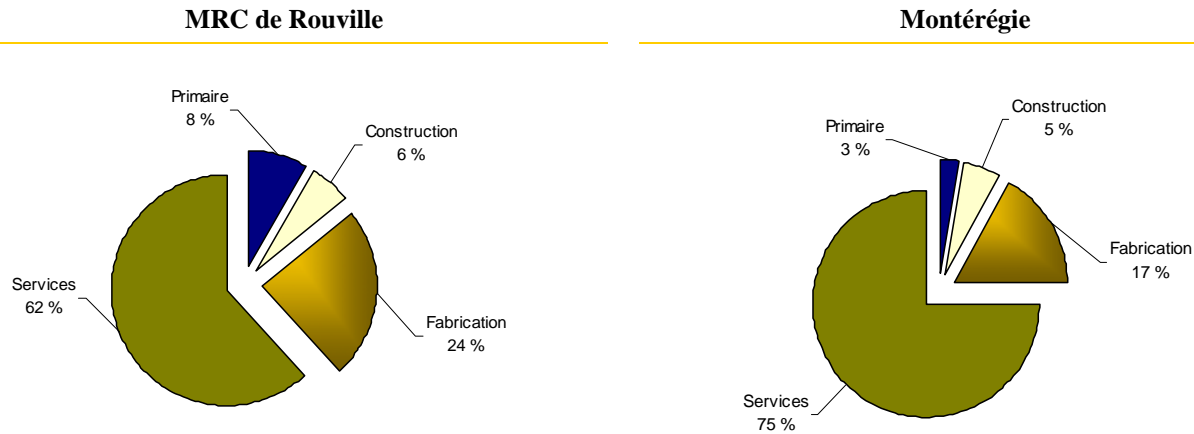 MRC de Rouville
Primaire
8 %
Construction
6 %
Fabrication
24 %
Services
62 %
Montérégie
Primaire
3 %
Construction
5 %
Fabrication
17 %
Services
75 %